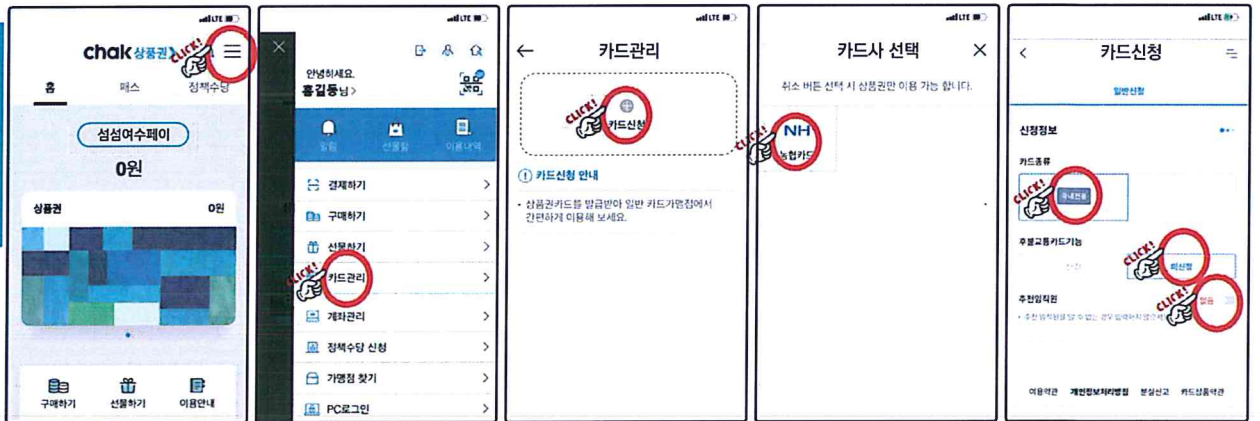 LTE
CLICK!
chak 상품권
홈
패스
정책수당
섬섬여수페이
0원
상품권
0원
구매하기
선물하기
이용안내
LTE
안녕하세요.
홍길동님 >
알림
선물함
이용내역
결제하기
구매하기
선물하기
CLICK!
카드관리
계좌관리
정책수당 신청
가맹점 찾기
PC로그인
LTE
카드관리
CLICK!
카드신청
카드신청 안내
상품권카드를 발급받아 일반 카드가맹점에서
간편하게 이용해 보세요.
LTE
카드사 선택
취소 버튼 선택 시 상품권만 이용 가능 합니다.
CLICK!
NH
농협카드
LTE
카드신청
일반신청
신청정보
카드종류
CLICK!
국내전용
후불교통카드기능
신청
CLICK!
미신청
추천임직원
CLICK!
없음
이용약관 개인정보처리방침 분실신고 카드상품약관